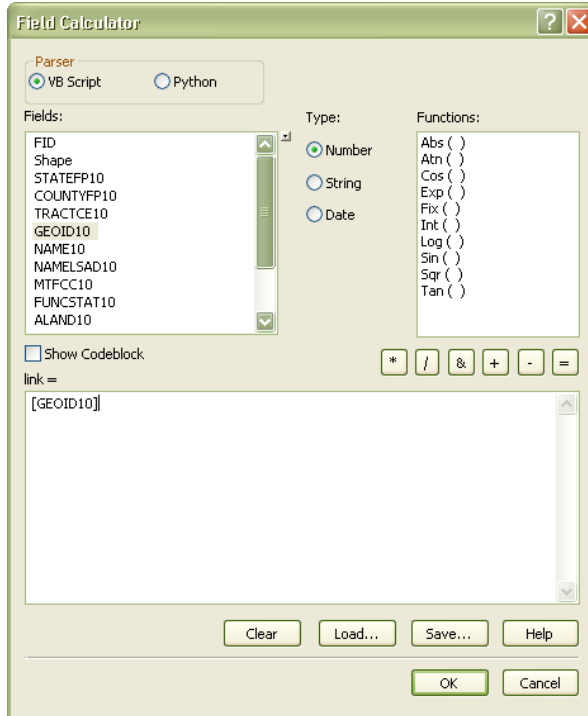 Field Calculator
Parser
VB Script Python
Fields: Type: Functions:
FID
Shape
STATEFP10
COUNTYFP10
TRACTCE10
GEOID10
NAME10
NAMELSAD10
MTFCC10
FUNCSTAT10
ALAND10
Number
String
Date
Abs ( )
Atn ( )
Cos ( )
Exp ( )
Fix ( )
Int ( )
Log ( )
Sin ( )
Sqr ( )
Tan ( )
Show Codeblock
* / & + - =
link =
[GEOID10]
Clear Load... Save... Help
OK Cancel